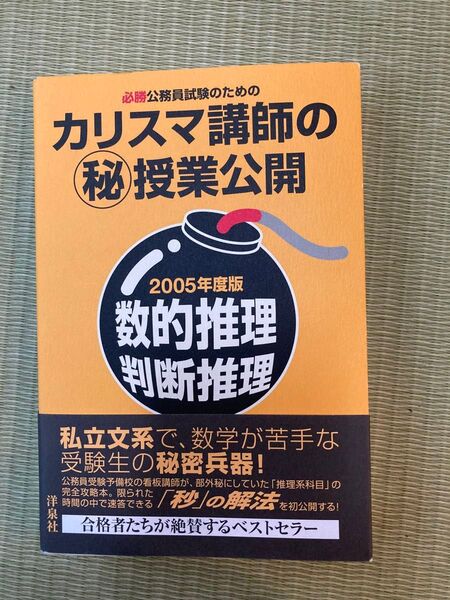 必勝公務員試験のための
カリスマ講師の
㊙授業公開
2005年度版
数的推理
判断推理
私立文系で、数学が苦手な
受験生の秘密兵器!
公務員受験予備校の看板講師が、部外秘にしていた「推理系科目」の
完全攻略本。限られた
時間の中で速答できる「秒」の解法を初公開する!
洋泉社
合格者たちが絶賛するベストセラー